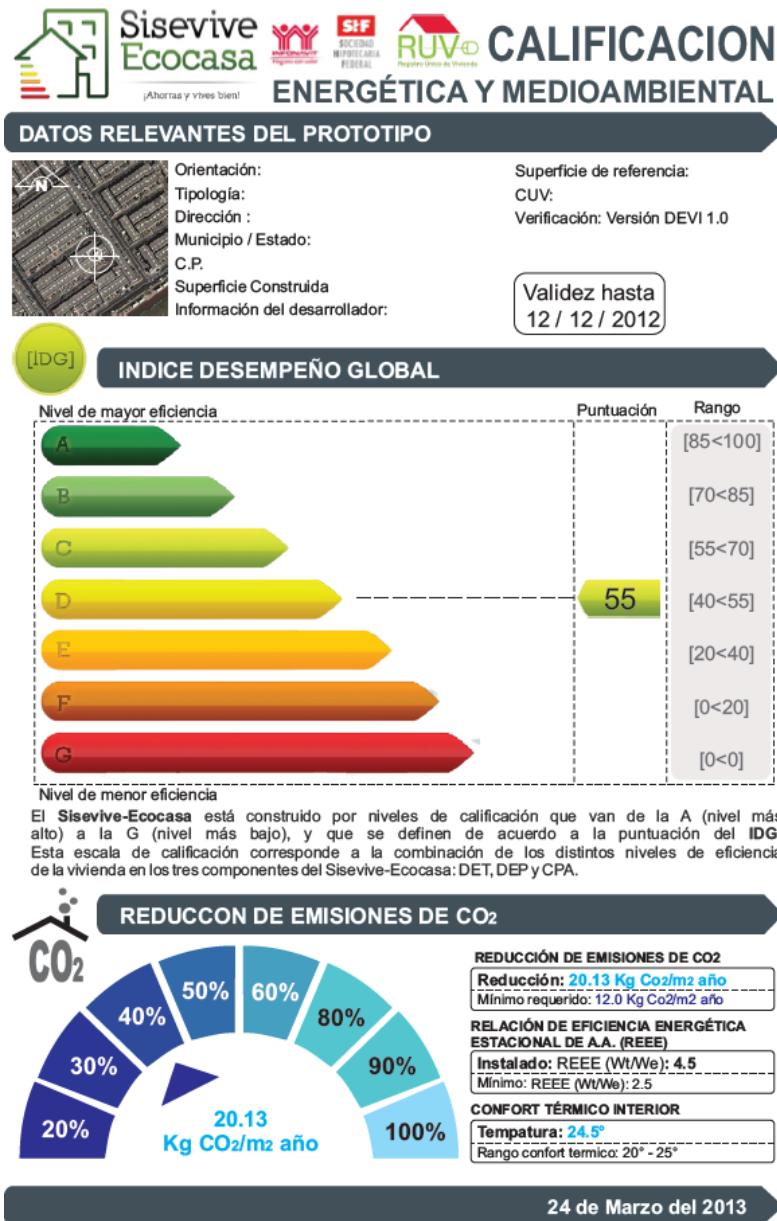 Sisevive
Ecocasa
¡Ahorras y vives bien!
INFONAVIT
SHF
SOCIEDAD
HIPOTECARIA
FEDERAL
RUV
Registro Único de Vivienda
CALIFICACION
ENERGÉTICA Y MEDIOAMBIENTAL
DATOS RELEVANTES DEL PROTOTIPO
N
Orientación:
Tipología:
Dirección :
Municipio / Estado:
C.P.
Superficie Construida
Información del desarrollador:
Superficie de referencia:
CUV:
Verificación: Versión DEVI 1.0
Validez hasta
12 / 12 / 2012
[IDG]
INDICE DESEMPEÑO GLOBAL
Nivel de mayor eficiencia
Puntuación
Rango
A [85<100]
B [70<85]
C [55<70]
D 55 [40<55]
E [20<40]
F [0<20]
G [0<0]
Nivel de menor eficiencia
El Sisevive-Ecocasa está construido por niveles de calificación que van de la A (nivel más
alto) a la G (nivel más bajo), y que se definen de acuerdo a la puntuación del IDG
Esta escala de calificación corresponde a la combinación de los distintos niveles de eficiencia
de la vivienda en los tres componentes del Sisevive-Ecocasa: DET, DEP y CPA.
CO2
REDUCCON DE EMISIONES DE CO2
20%
30%
40%
50%
60%
80%
90%
100%
20.13
Kg CO2/m2 año
REDUCCIÓN DE EMISIONES DE CO2
Reducción: 20.13 Kg Co2/m2 año
Mínimo requerido: 12.0 Kg Co2/m2 año
RELACIÓN DE EFICIENCIA ENERGÉTICA
ESTACIONAL DE A.A. (REEE)
Instalado: REEE (Wt/We): 4.5
Mínimo: REEE (Wt/We): 2.5
CONFORT TÉRMICO INTERIOR
Tempatura: 24.5°
Rango confort termico: 20° - 25°
24 de Marzo del 2013